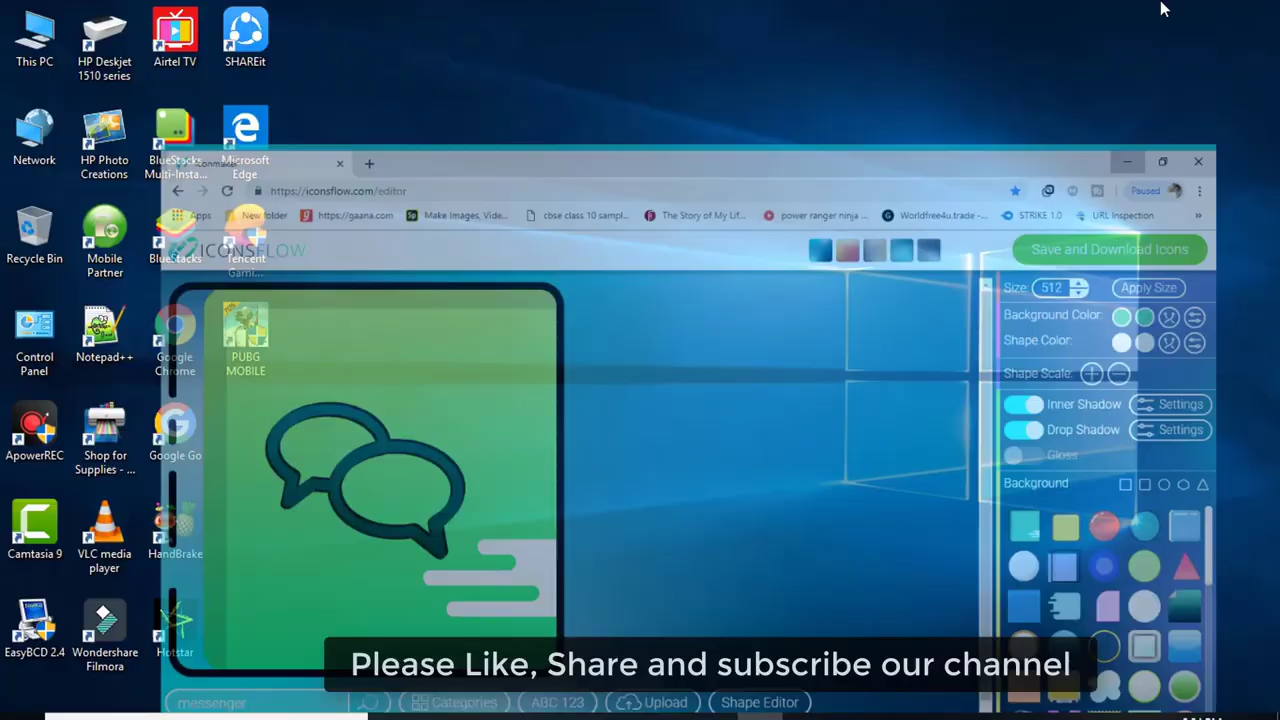 This PC
HP Deskjet
1510 series
Airtel TV
SHAREit
Network
HP Photo
Creations
BlueStacks
Multi-Insta...
Microsoft
Edge
Recycle Bin
Mobile
Partner
BlueStacks
Tencent
Gami...
Control
Panel
Notepad++
Google
Chrome
PUBG
MOBILE
ApowerREC
Shop for
Supplies - ...
Google Go
Camtasia 9
VLC media
player
HandBrake
EasyBCD 2.4
Wondershare
Filmora
Hotstar
https://iconsflow.com/editor
Paused
Apps
New folder
https://gaana.com
Make Images, Vide...
cbse class 10 sampl...
The Story of My Lif...
power ranger ninja ...
Worldfree4u.trade -...
STRIKE 1.0
URL Inspection
ICONSFLOW
Save and Download Icons
Size: 512
Apply Size
Background Color:
Shape Color:
Shape Scale:
Inner Shadow
Settings
Drop Shadow
Settings
Gloss
Background
messenger
Categories
ABC 123
Upload
Shape Editor
Please Like, Share and subscribe our channel